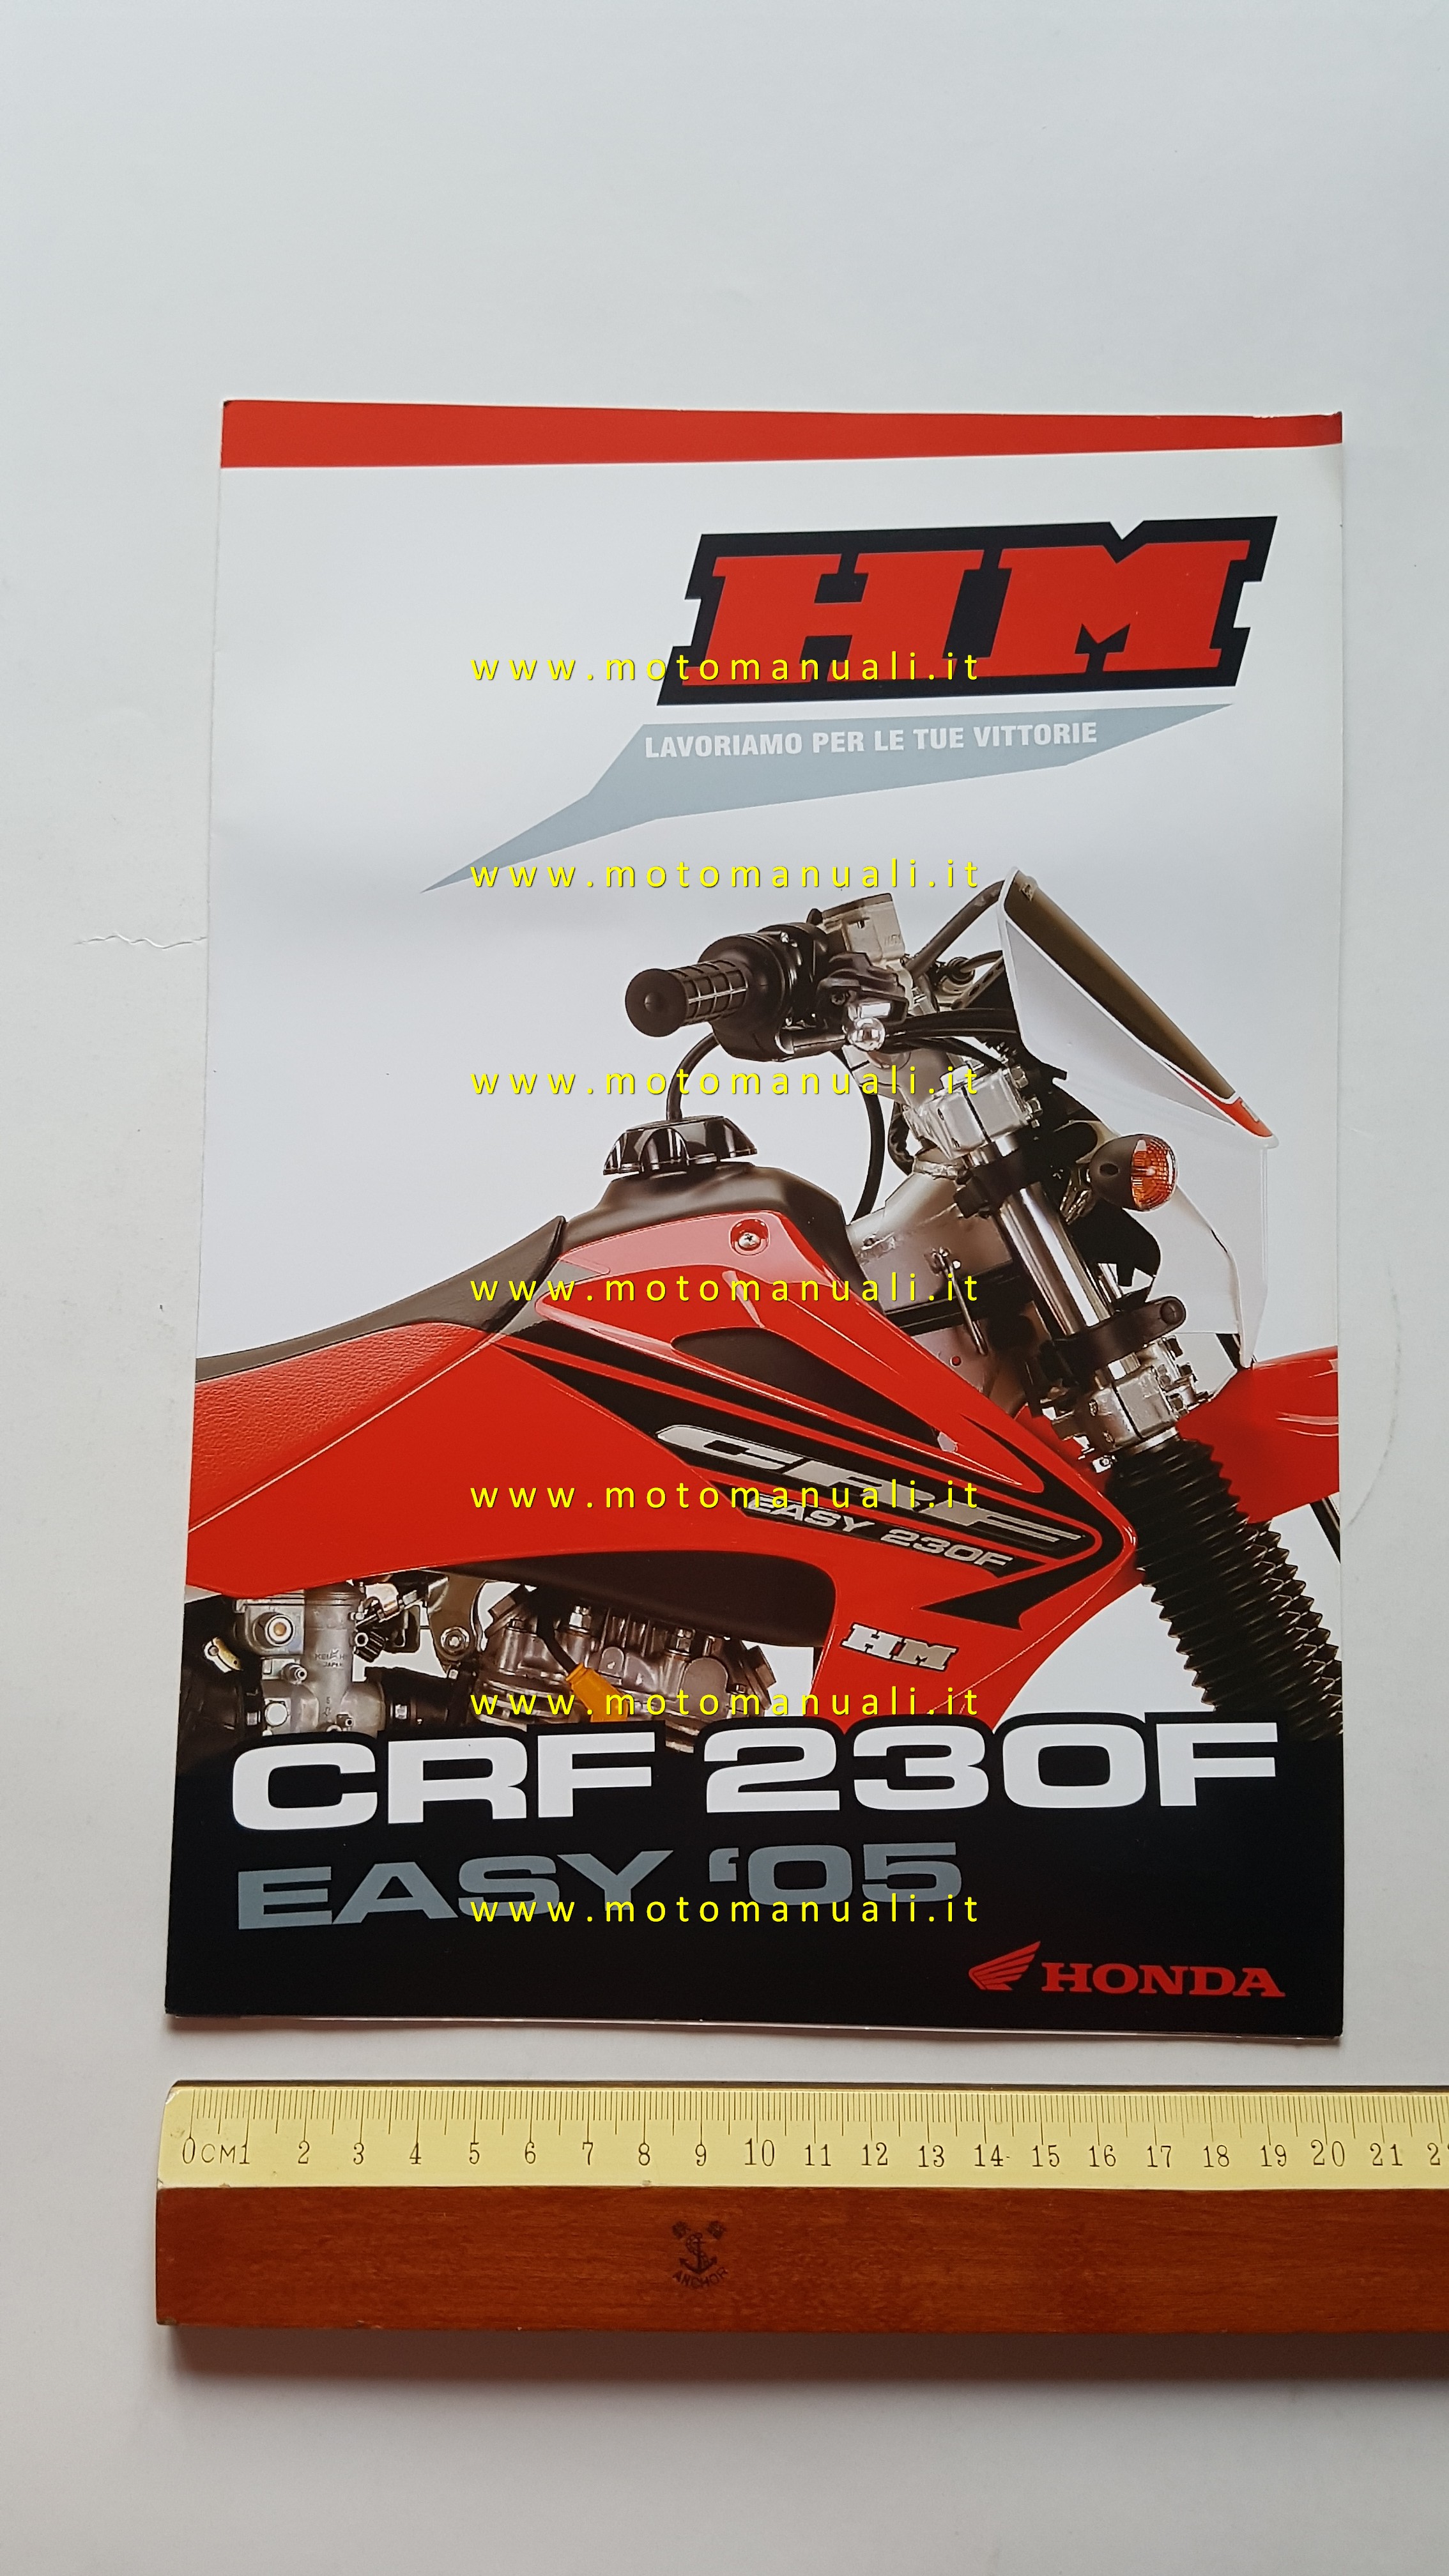 HM
www.motomanuali.it
LAVORIAMO PER LE TUE VITTORIE
www.motomanuali.it
www.motomanuali.it
www.motomanuali.it
CRF
www.motomanuali.it
EASY 230F
HM
www.motomanuali.it
CRF 230F
EASY ‘05
www.motomanuali.it
HONDA
0CM1 2 3 4 5 6 7 8 9 10 11 12 13 14 15 16 17 18 19 20 21
ANCHOR